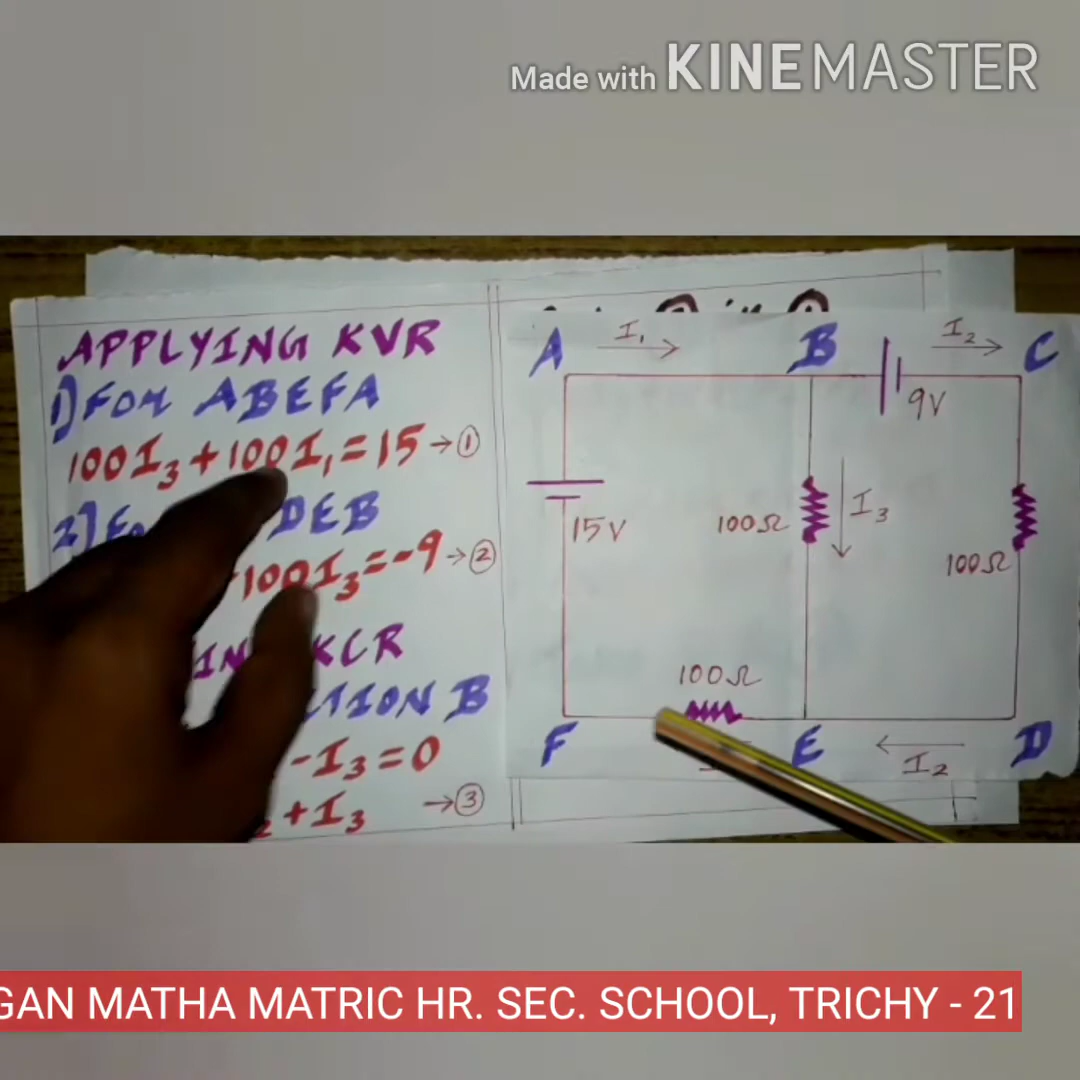 Made with KINEMASTER
APPLYING KVR
1) FOR ABEFA
100I₃ + 100I₁ = 15 → ①
2) DEB
100I₃ = -9 → ②
KCR
B
- I₃ = 0
+ I₃ → ③
A I₁ B I₂ C
9V
15V 100Ω I₃
100Ω
100Ω
F E I₂ D
MATHA MATRIC HR. SEC. SCHOOL, TRICHY - 21